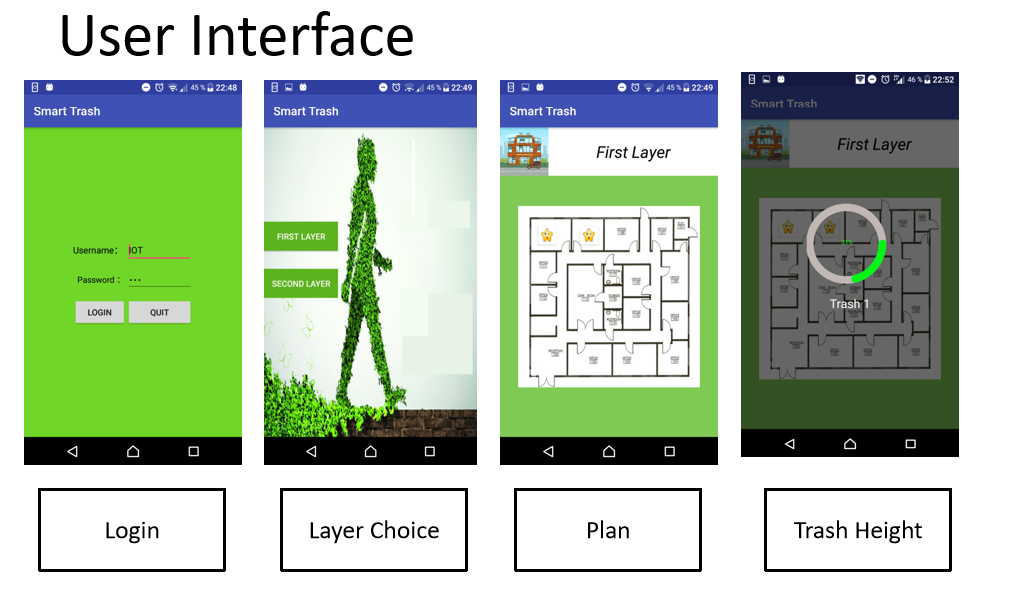 User Interface
45 % 22:48
Smart Trash
Username:
IOT
Password :
•••
LOGIN
QUIT
45 % 22:49
Smart Trash
FIRST LAYER
SECOND LAYER
45 % 22:49
Smart Trash
First Layer
46 % 22:52
Smart Trash
First Layer
Trash 1
Login
Layer Choice
Plan
Trash Height